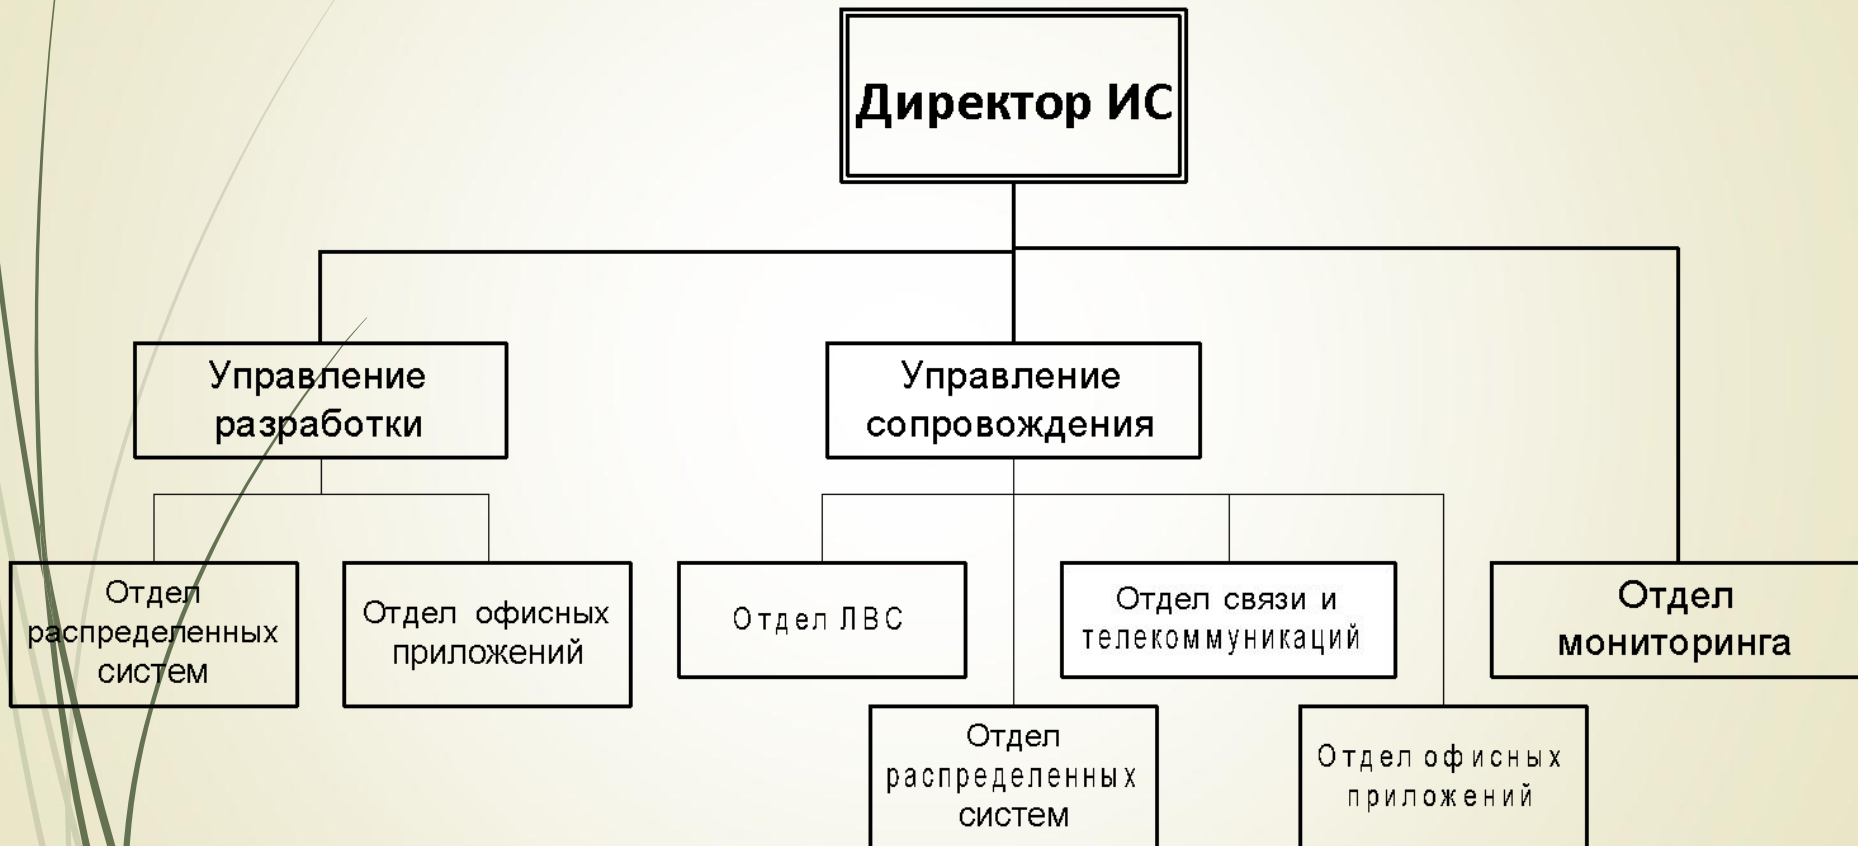 Директор ИС
Управление
разработки
Управление
сопровождения
Отдел
распределенных
систем
Отдел офисных
приложений
Отдел ЛВС
Отдел связи и
телекоммуникаций
Отдел
мониторинга
Отдел
распределенных
систем
Отдел офисных
приложений